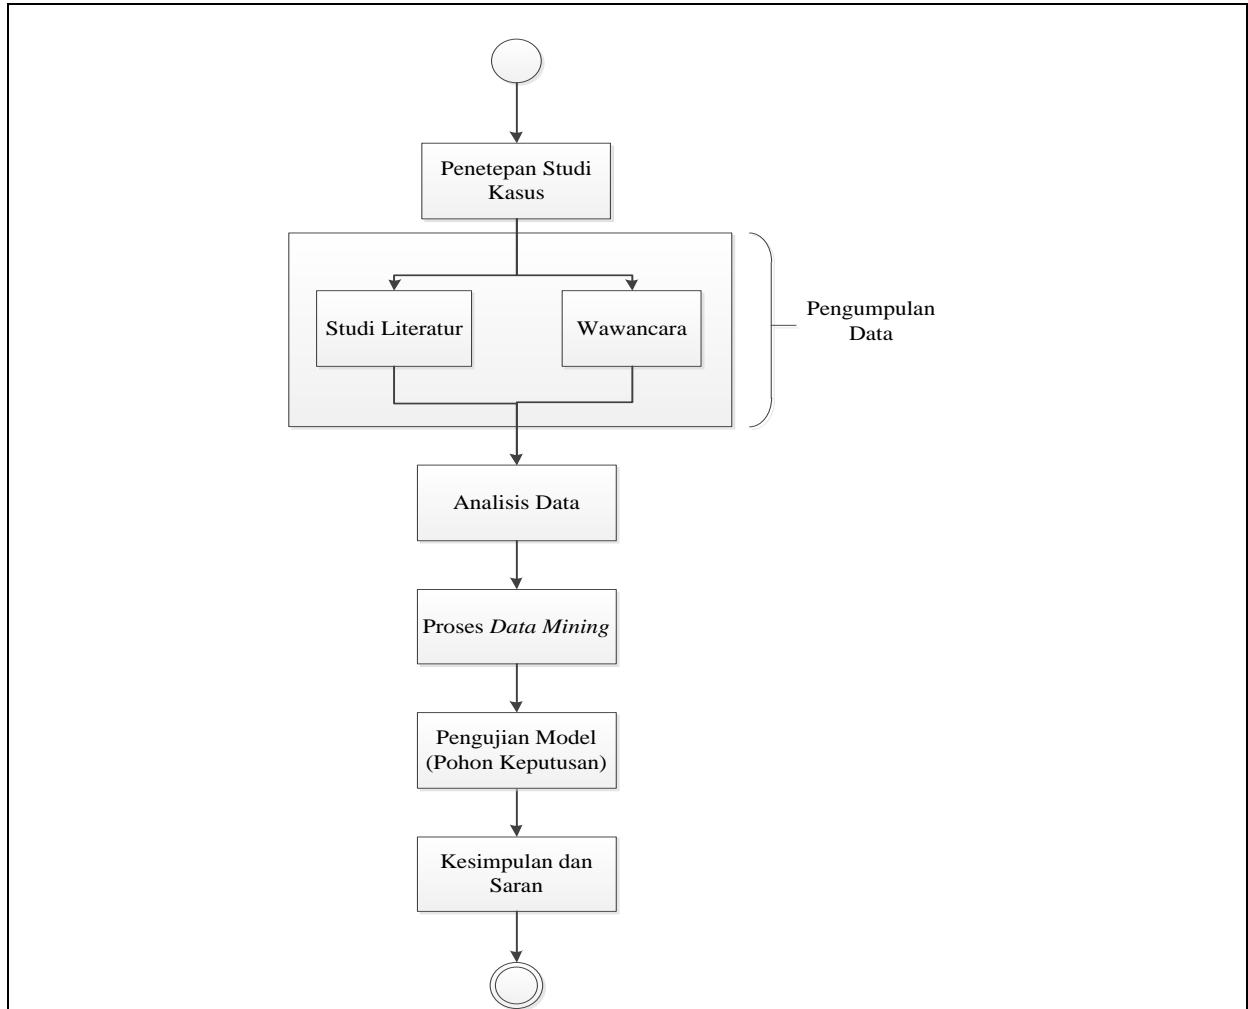 Penetepan Studi
Kasus
Studi Literatur
Wawancara
Pengumpulan
Data
Analisis Data
Proses Data Mining
Pengujian Model
(Pohon Keputusan)
Kesimpulan dan
Saran